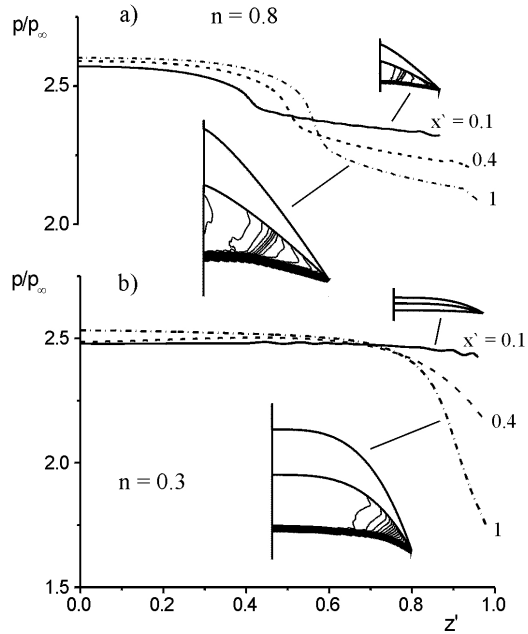 p/p∞
a)
n = 0.8
2.5
x` = 0.1
0.4
1
2.0
p/p∞
b)
2.5
x` = 0.1
0.4
2.0
n = 0.3
1
1.5
0.0 0.2 0.4 0.6 0.8 1.0
z'